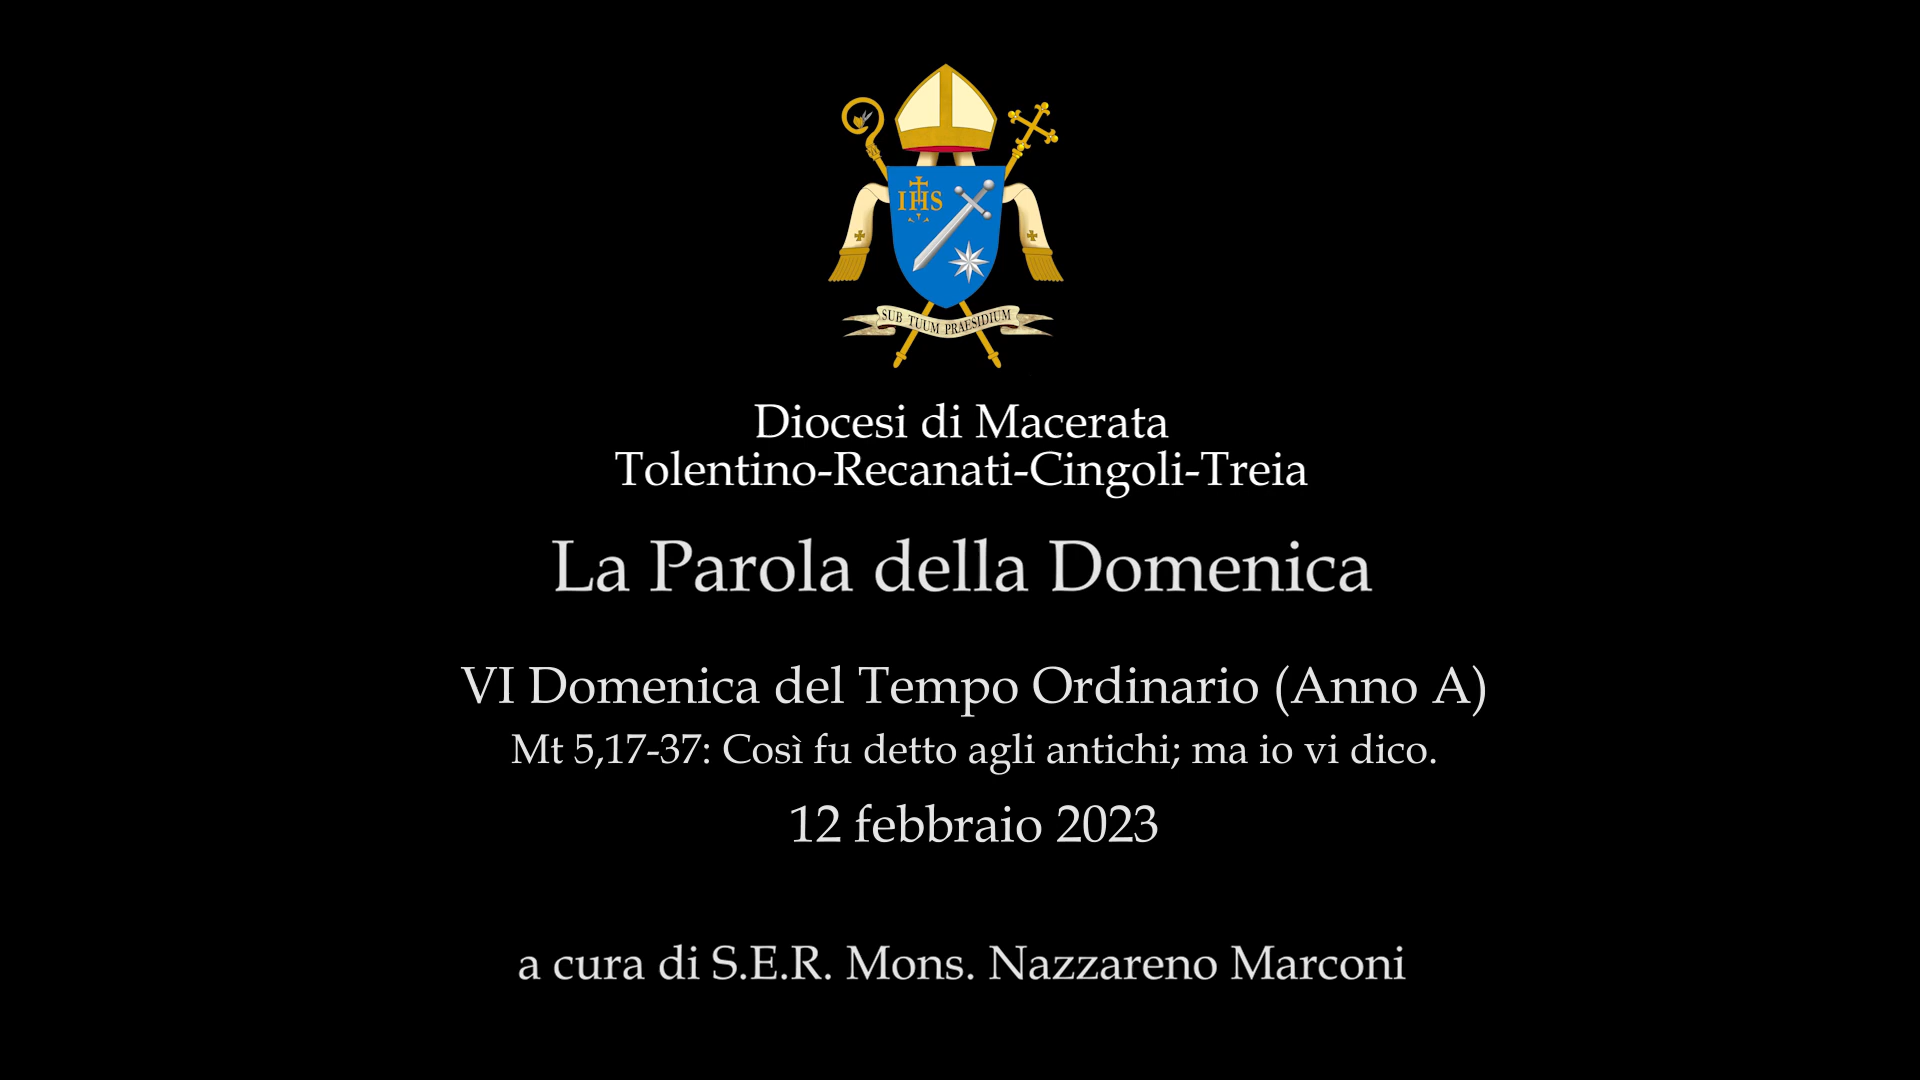 IHS
SUB TUUM PRAESIDIUM
Diocesi di Macerata
Tolentino-Recanati-Cingoli-Treia
La Parola della Domenica
VI Domenica del Tempo Ordinario (Anno A)
Mt 5,17-37: Così fu detto agli antichi; ma io vi dico.
12 febbraio 2023
a cura di S.E.R. Mons. Nazzareno Marconi